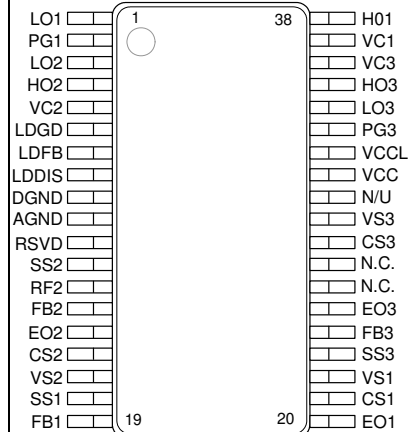 LO1 1 38 H01
PG1 VC1
LO2 VC3
HO2 HO3
VC2 LO3
LDGD PG3
LDFB VCCL
LDDIS VCC
DGND N/U
AGND VS3
RSVD CS3
SS2 N.C.
RF2 N.C.
FB2 EO3
EO2 FB3
CS2 SS3
VS2 VS1
SS1 CS1
FB1 19 20 EO1